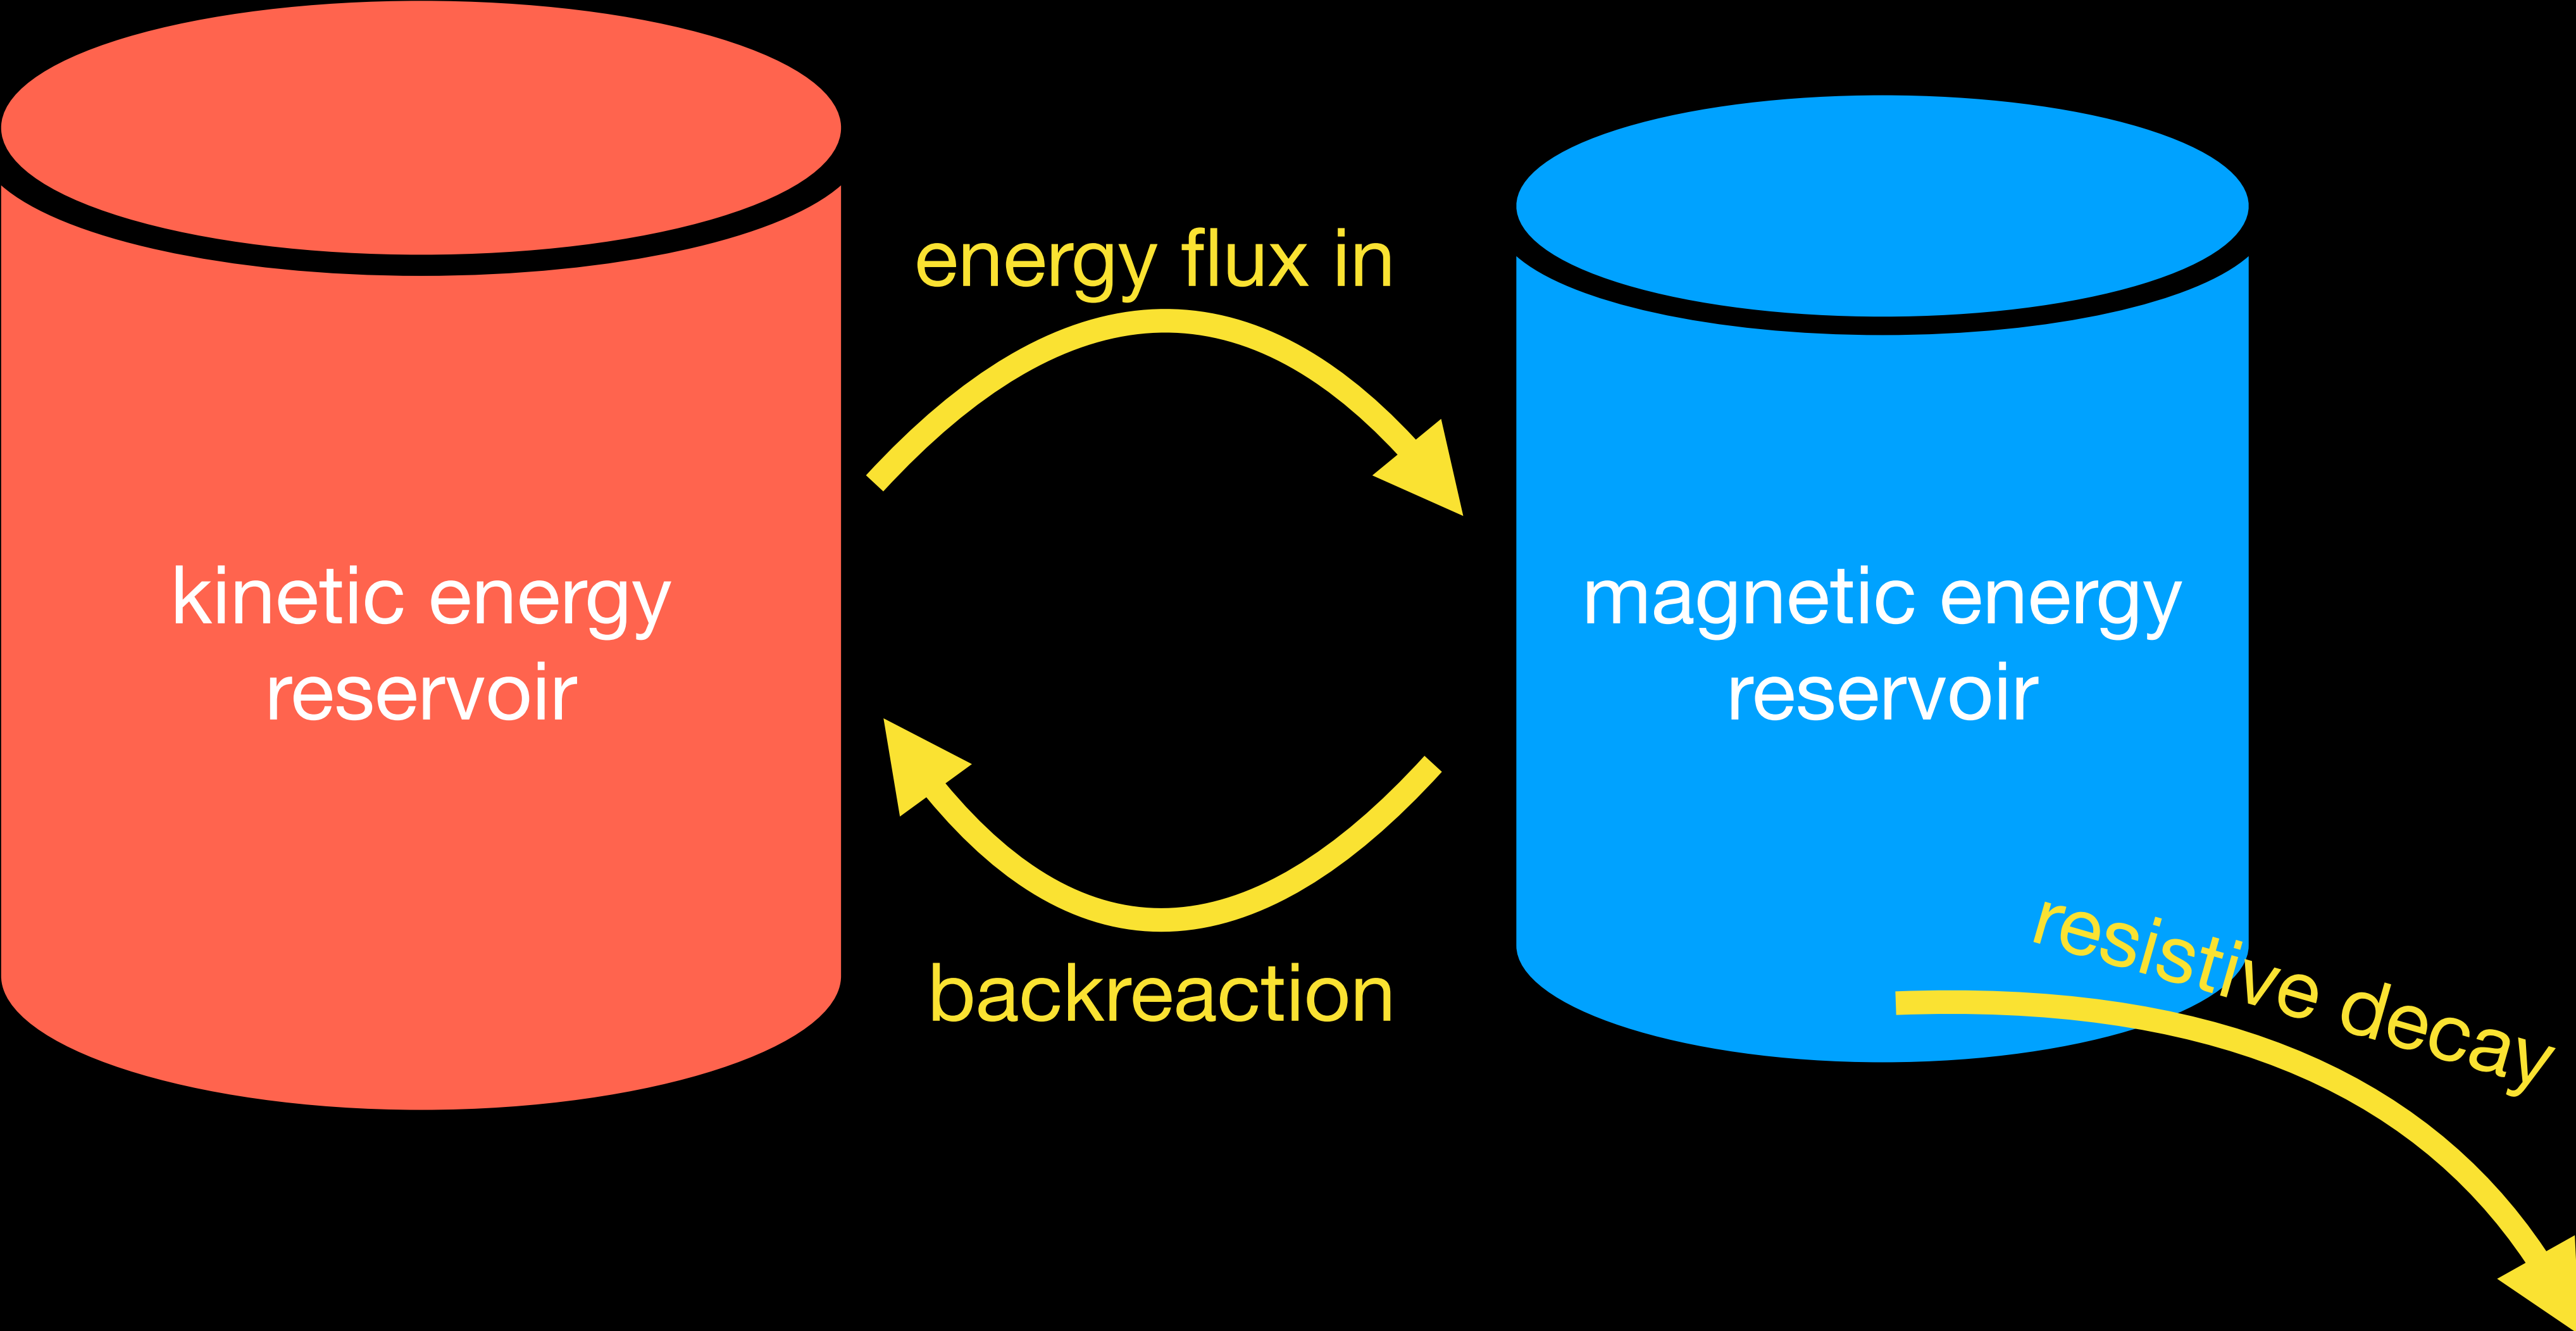 energy flux in
kinetic energy
reservoir
magnetic energy
reservoir
backreaction
resistive decay